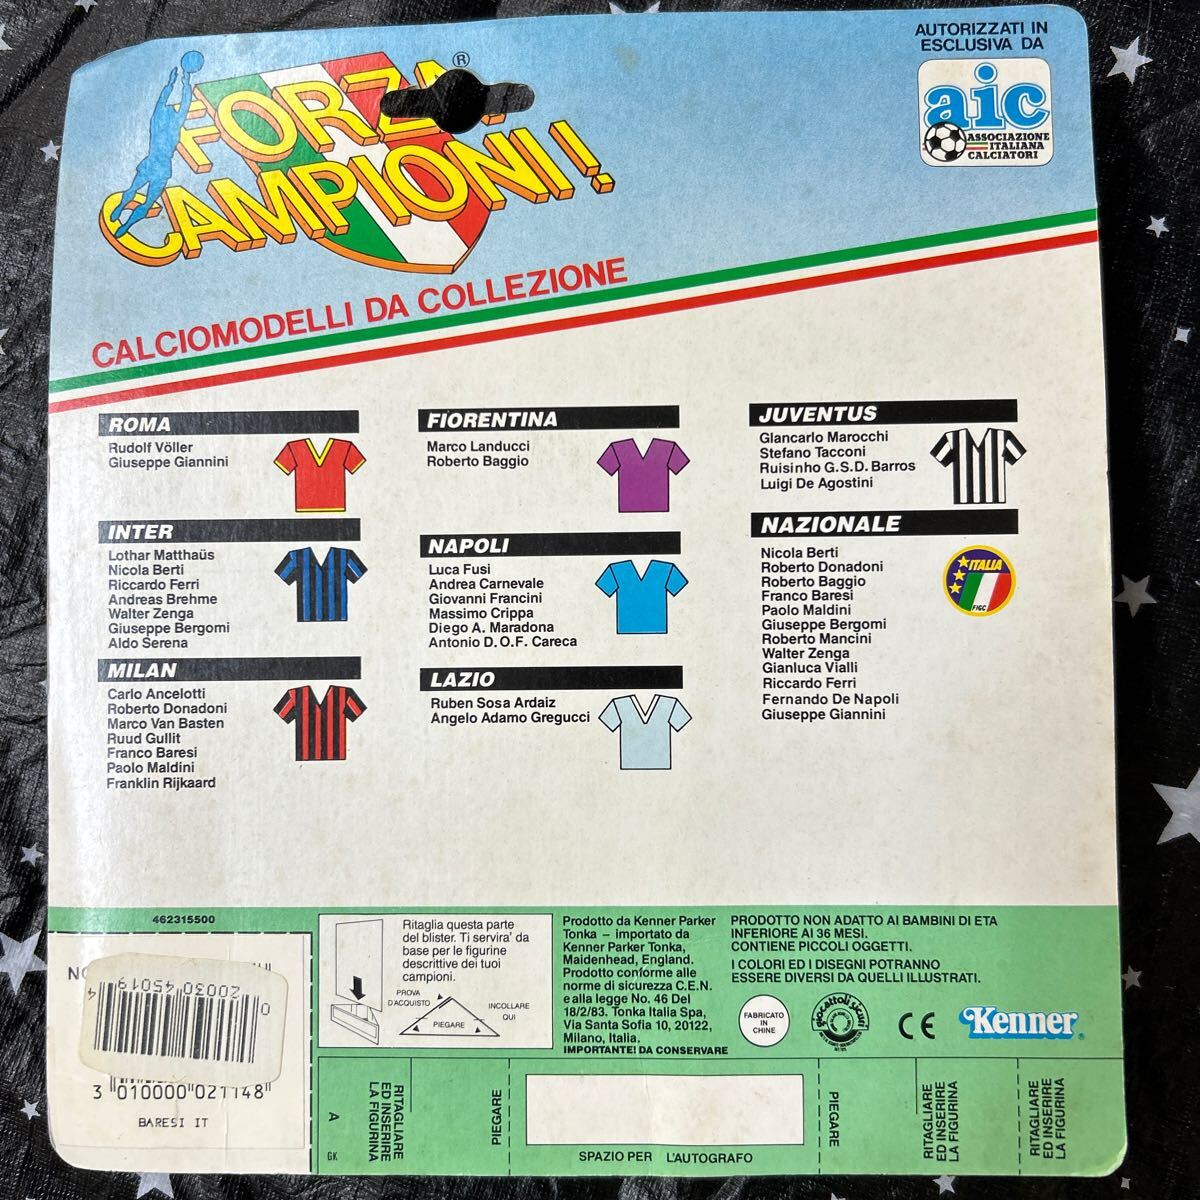 FORZA
CAMPIONI!
®
CALCIOMODELLI DA COLLEZIONE
AUTORIZZATI IN
ESCLUSIVA DA
aic
ASSOCIAZIONE
ITALIANA
CALCIATORI
ROMA
Rudolf Völler
Giuseppe Giannini
INTER
Lothar Matthaüs
Nicola Berti
Riccardo Ferri
Andreas Brehme
Walter Zenga
Giuseppe Bergomi
Aldo Serena
MILAN
Carlo Ancelotti
Roberto Donadoni
Marco Van Basten
Ruud Gullit
Franco Baresi
Paolo Maldini
Franklin Rijkaard
FIORENTINA
Marco Landucci
Roberto Baggio
NAPOLI
Luca Fusi
Andrea Carnevale
Giovanni Francini
Massimo Crippa
Diego A. Maradona
Antonio D.O.F. Careca
LAZIO
Ruben Sosa Ardaiz
Angelo Adamo Gregucci
JUVENTUS
Giancarlo Marocchi
Stefano Tacconi
Ruisinho G.S.D. Barros
Luigi De Agostini
NAZIONALE
Nicola Berti
Roberto Donadoni
Roberto Baggio
Franco Baresi
Paolo Maldini
Giuseppe Bergomi
Roberto Mancini
Walter Zenga
Gianluca Vialli
Riccardo Ferri
Fernando De Napoli
Giuseppe Giannini
ITALIA
FIGC
462315500
0 20030 45019 4
3 010000 021148
BARESI IT
Ritaglia questa parte
del blister. Ti servira' da
base per le figurine
descrittive dei tuoi
campioni.
PROVA
D'ACQUISTO
PIEGARE
INCOLLARE
QUI
Prodotto da Kenner Parker
Tonka – importato da
Kenner Parker Tonka,
Maidenhead, England.
Prodotto conforme alle
norme di sicurezza C.E.N.
e alla legge No. 46 Del
18/2/83. Tonka Italia Spa,
Via Santa Sofia 10, 20122,
Milano, Italia.
IMPORTANTE! DA CONSERVARE
PRODOTTO NON ADATTO AI BAMBINI DI ETA
INFERIORE AI 36 MESI.
CONTIENE PICCOLI OGGETTI.
I COLORI ED I DISEGNI POTRANNO
ESSERE DIVERSI DA QUELLI ILLUSTRATI.
FABRICATO
IN
CHINE
giocattoli sicuri
CE
Kenner®
A
GK
RITAGLIARE
ED INSERIRE
LA FIGURINA
PIEGARE
SPAZIO PER L'AUTOGRAFO
PIEGARE
RITAGLIARE
ED INSERIRE
LA FIGURINA
RITAGLIARE
ED INSERIRE
LA FIGURINA